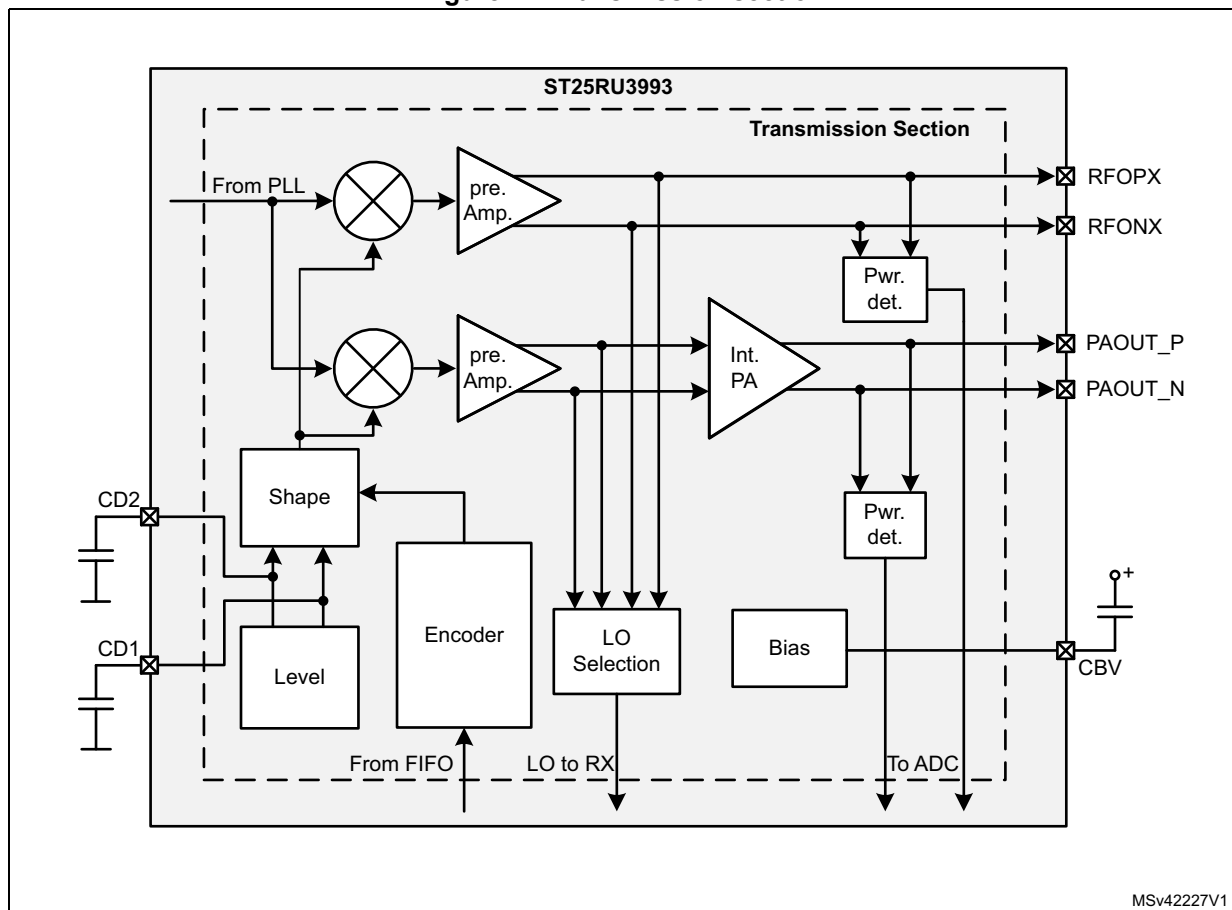 ST25RU3993
Transmission Section
From PLL
pre.
Amp.
RFOPX
RFONX
Pwr.
det.
pre.
Amp.
Int.
PA
PAOUT_P
PAOUT_N
CD2
Shape
Pwr.
det.
+
Encoder
LO
Selection
Bias
CD1
Level
CBV
From FIFO
LO to RX
To ADC
MSv42227V1